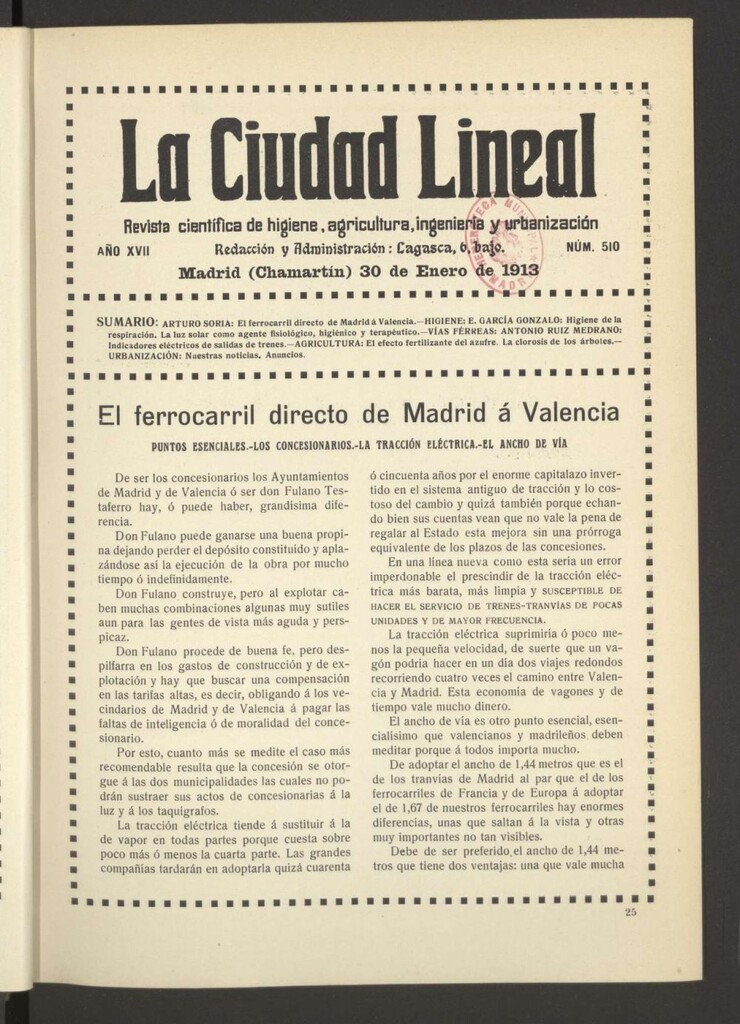 La Ciudad Lineal
Revista científica de higiene, agricultura, ingeniería y urbanización
AÑO XVII
Redacción y Administración: Lagasca, 6, bajo.
NÚM. 510
Madrid (Chamartín) 30 de Enero de 1913
SUMARIO: ARTURO SORIA: El ferrocarril directo de Madrid á Valencia.—HIGIENE: E. GARCÍA GONZALO: Higiene de la
respiración. La luz solar como agente fisiológico, higiénico y terapéutico.—VÍAS FÉRREAS: ANTONIO RUIZ MEDRANO:
Indicadores eléctricos de salidas de trenes.—AGRICULTURA: El efecto fertilizante del azufre. La clorosis de los árboles.—
URBANIZACIÓN: Nuestras noticias. Anuncios.
El ferrocarril directo de Madrid á Valencia
PUNTOS ESENCIALES.-LOS CONCESIONARIOS.-LA TRACCIÓN ELÉCTRICA.-EL ANCHO DE VÍA
De ser los concesionarios los Ayuntamientos
de Madrid y de Valencia ó ser don Fulano Tes-
taferro hay, ó puede haber, grandísima dife-
rencia.
Don Fulano puede ganarse una buena propi-
na dejando perder el depósito constituido y apla-
zándose así la ejecución de la obra por mucho
tiempo ó indefinidamente.
Don Fulano construye, pero al explotar ca-
ben muchas combinaciones algunas muy sutiles
aun para las gentes de vista más aguda y pers-
picaz.
Don Fulano procede de buena fe, pero des-
pilfarra en los gastos de construcción y de ex-
plotación y hay que buscar una compensación
en las tarifas altas, es decir, obligando á los ve-
cindarios de Madrid y de Valencia á pagar las
faltas de inteligencia ó de moralidad del conce-
sionario.
Por esto, cuanto más se medite el caso más
recomendable resulta que la concesión se otor-
gue á las dos municipalidades las cuales no po-
drán sustraer sus actos de concesionarias á la
luz y á los taquígrafos.
La tracción eléctrica tiende á sustituir á la
de vapor en todas partes porque cuesta sobre
poco más ó menos la cuarta parte. Las grandes
compañías tardarán en adoptarla quizá cuarenta
ó cincuenta años por el enorme capitalazo inver-
tido en el sistema antiguo de tracción y lo cos-
toso del cambio y quizá también porque echan-
do bien sus cuentas vean que no vale la pena de
regalar al Estado esta mejora sin una prórroga
equivalente de los plazos de las concesiones.
En una línea nueva como esta sería un error
imperdonable el prescindir de la tracción eléc-
trica más barata, más limpia y SUSCEPTIBLE DE
HACER EL SERVICIO DE TRENES-TRANVÍAS DE POCAS
UNIDADES Y DE MAYOR FRECUENCIA.
La tracción eléctrica suprimiría ó poco me-
nos la pequeña velocidad, de suerte que un va-
gón podría hacer en un día dos viajes redondos
recorriendo cuatro veces el camino entre Valen-
cia y Madrid. Esta economía de vagones y de
tiempo vale mucho dinero.
El ancho de vía es otro punto esencial, esen-
cialísimo que valencianos y madrileños deben
meditar porque á todos importa mucho.
De adoptar el ancho de 1,44 metros que es el
de los tranvías de Madrid al par que el de los
ferrocarriles de Francia y de Europa á adoptar
el de 1,67 de nuestros ferrocarriles hay enormes
diferencias, unas que saltan á la vista y otras
muy importantes no tan visibles.
Debe de ser preferido el ancho de 1,44 me-
tros que tiene dos ventajas: una que vale mucha
25